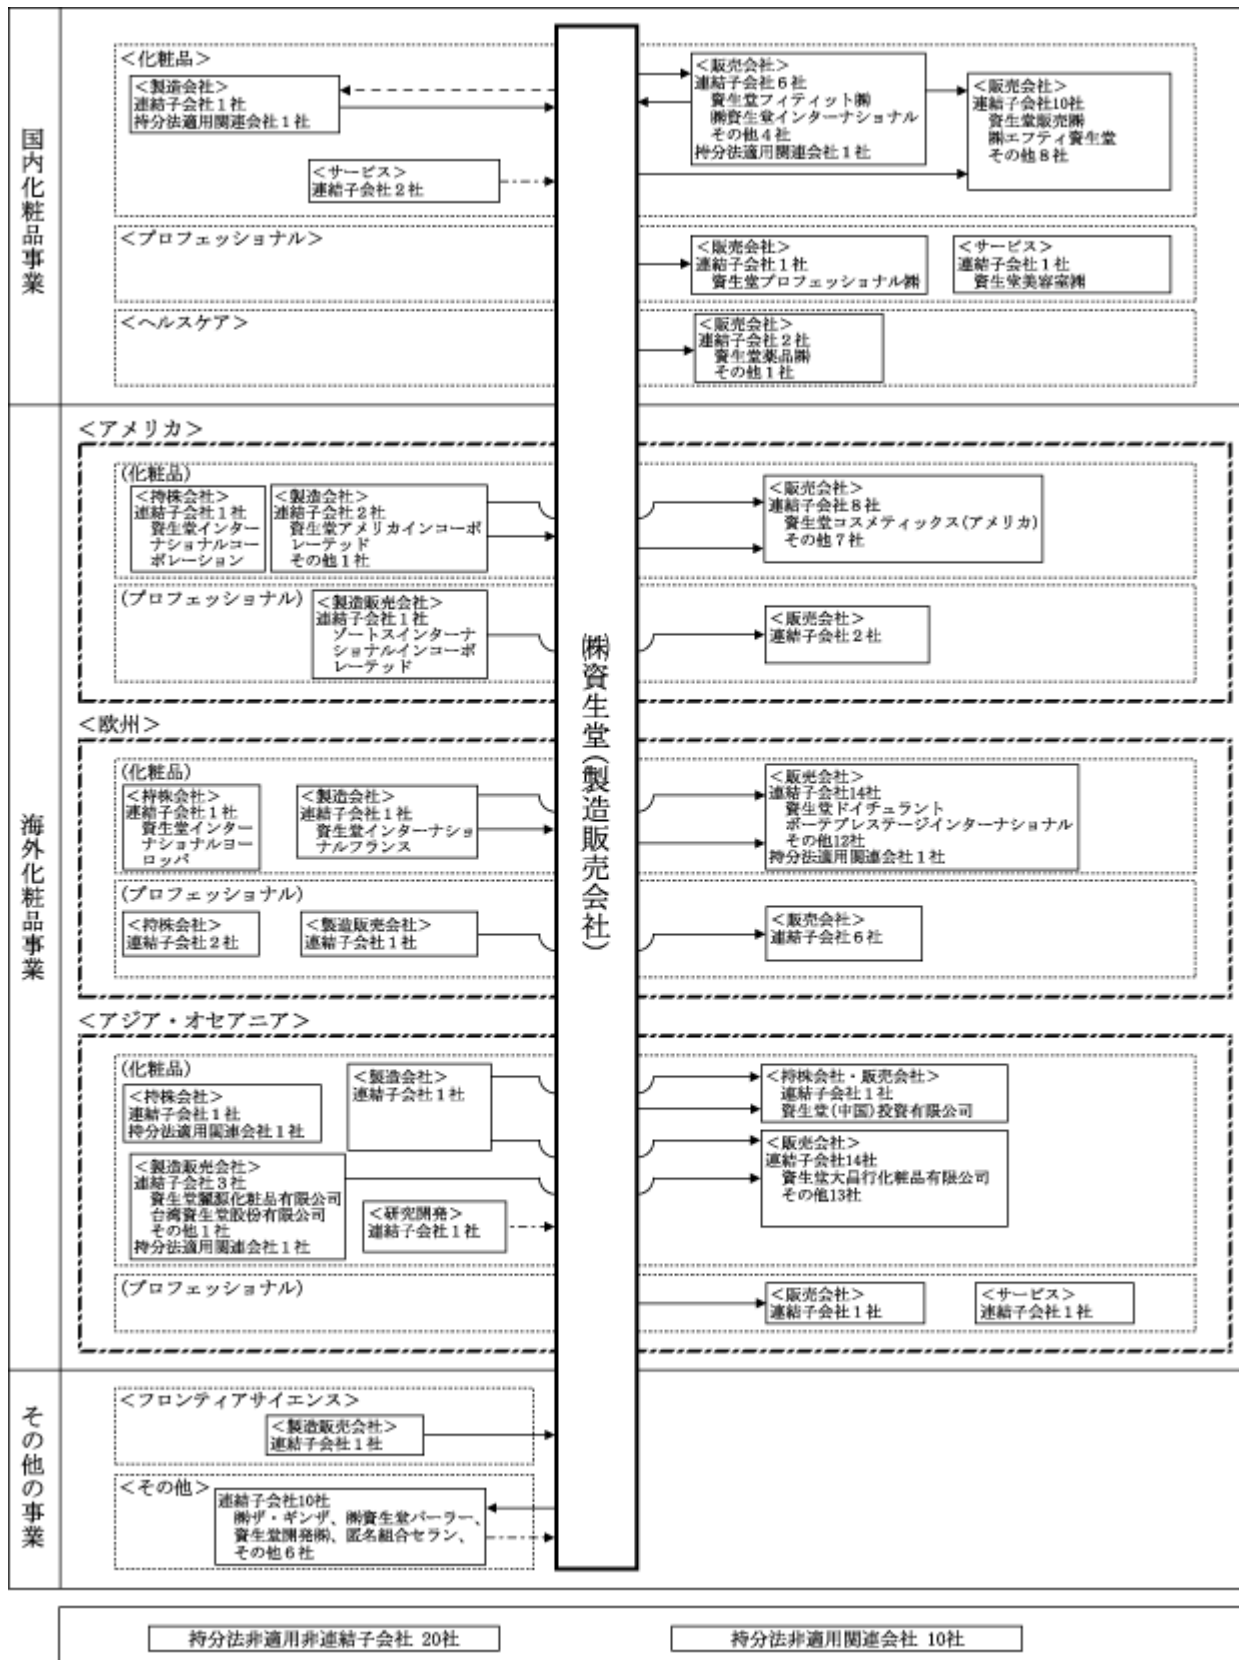 国内化粧品事業
＜化粧品＞
＜製造会社＞
連結子会社１社
持分法適用関連会社１社
＜サービス＞
連結子会社２社
＜販売会社＞
連結子会社６社
資生堂フィティット㈱
㈱資生堂インターナショナル
その他４社
持分法適用関連会社１社
＜販売会社＞
連結子会社10社
資生堂販売㈱
㈱エフティ資生堂
その他８社
＜プロフェッショナル＞
＜販売会社＞
連結子会社１社
資生堂プロフェッショナル㈱
＜サービス＞
連結子会社１社
資生堂美容室㈱
＜ヘルスケア＞
＜販売会社＞
連結子会社２社
資生堂薬品㈱
その他１社
㈱資生堂(製造販売会社)
海外化粧品事業
＜アメリカ＞
(化粧品)
＜持株会社＞
連結子会社１社
資生堂インター
ナショナルコー
ポレーション
＜製造会社＞
連結子会社２社
資生堂アメリカインコーポ
レーテッド
その他１社
＜販売会社＞
連結子会社８社
資生堂コスメティックス(アメリカ)
その他７社
(プロフェッショナル)
＜製造販売会社＞
連結子会社１社
ゾートスインターナ
ショナルインコーポ
レーテッド
＜販売会社＞
連結子会社２社
＜欧州＞
(化粧品)
＜持株会社＞
連結子会社１社
資生堂インター
ナショナルヨー
ロッパ
＜製造会社＞
連結子会社１社
資生堂インターナショ
ナルフランス
＜販売会社＞
連結子会社14社
資生堂ドイチュラント
ボーテプレステージインターナショナル
その他12社
持分法適用関連会社１社
(プロフェッショナル)
＜持株会社＞
連結子会社２社
＜製造販売会社＞
連結子会社１社
＜販売会社＞
連結子会社６社
＜アジア・オセアニア＞
(化粧品)
＜持株会社＞
連結子会社１社
持分法適用関連会社１社
＜製造会社＞
連結子会社１社
＜持株会社・販売会社＞
連結子会社１社
資生堂(中国)投資有限公司
＜製造販売会社＞
連結子会社３社
資生堂麗源化粧品有限公司
台湾資生堂股份有限公司
その他１社
持分法適用関連会社１社
＜研究開発＞
連結子会社１社
＜販売会社＞
連結子会社14社
資生堂大昌行化粧品有限公司
その他13社
(プロフェッショナル)
＜販売会社＞
連結子会社１社
＜サービス＞
連結子会社１社
その他の事業
＜フロンティアサイエンス＞
＜製造販売会社＞
連結子会社１社
＜その他＞
連結子会社10社
㈱ザ・ギンザ、㈱資生堂パーラー、
資生堂開発㈱、匿名組合セラン、
その他６社
持分法非適用非連結子会社 20社
持分法非適用関連会社 10社